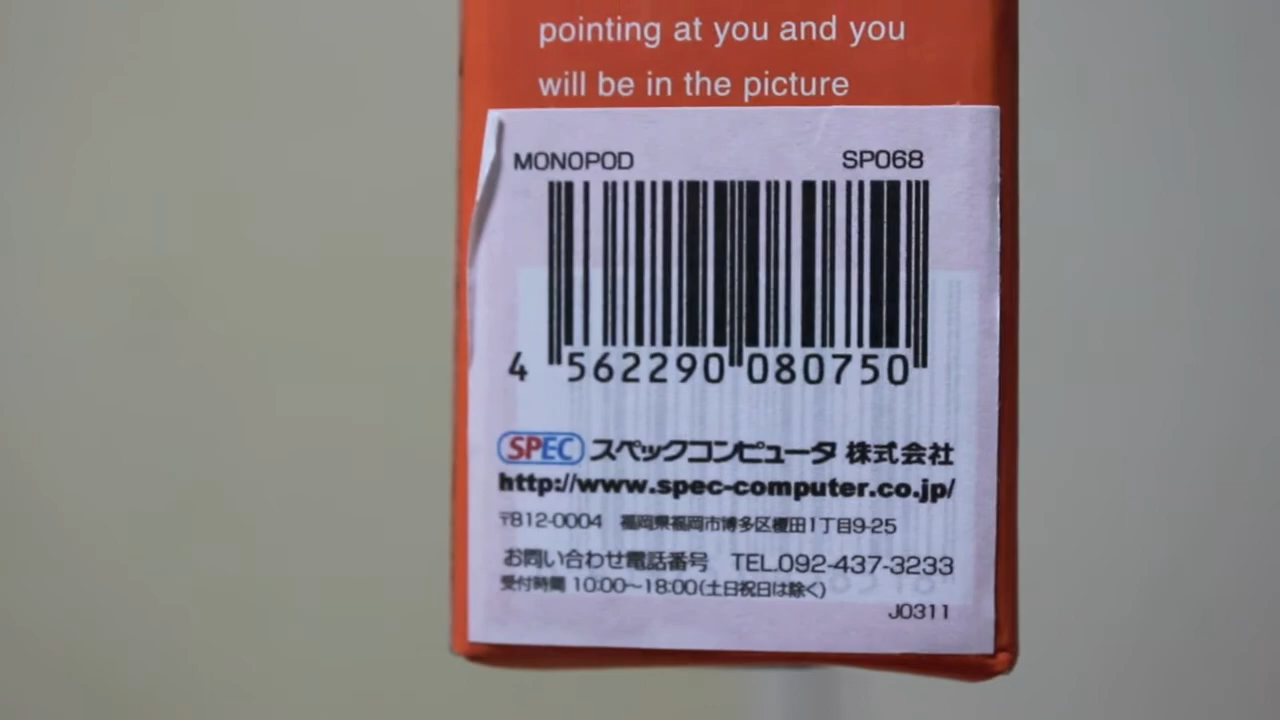 pointing at you and you
will be in the picture
MONOPOD SP068
4 562290 080750
SPEC スペックコンピュータ 株式会社
http://www.spec-computer.co.jp/
〒812-0004 福岡県福岡市博多区榎田1丁目9-25
お問い合わせ電話番号 TEL.092-437-3233
受付時間 10:00〜18:00(土日祝日は除く)
J0311